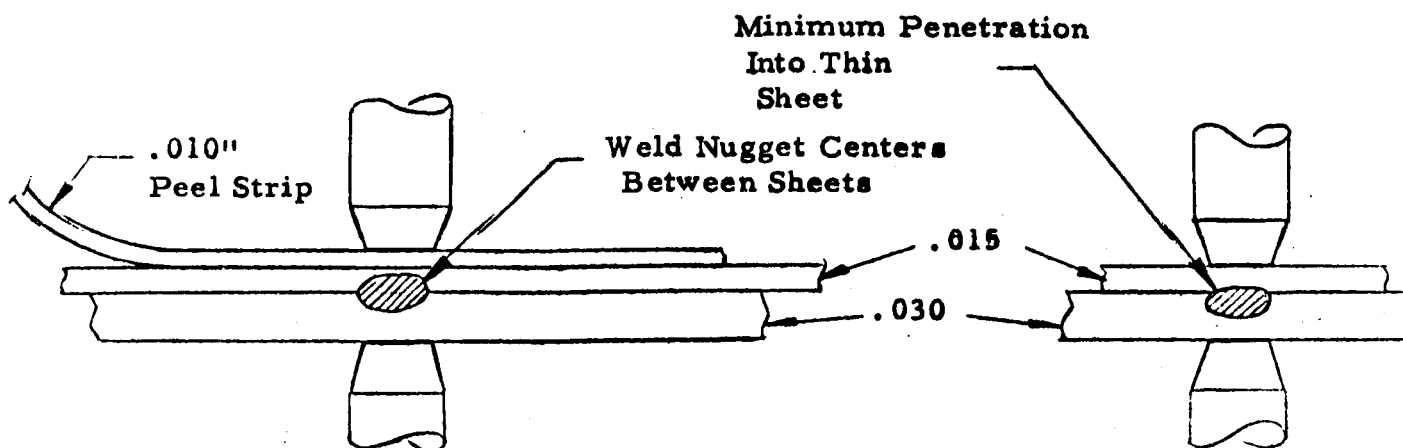 Minimum Penetration
Into Thin
Sheet
.010"
Peel Strip
Weld Nugget Centers
Between Sheets
.015
.030